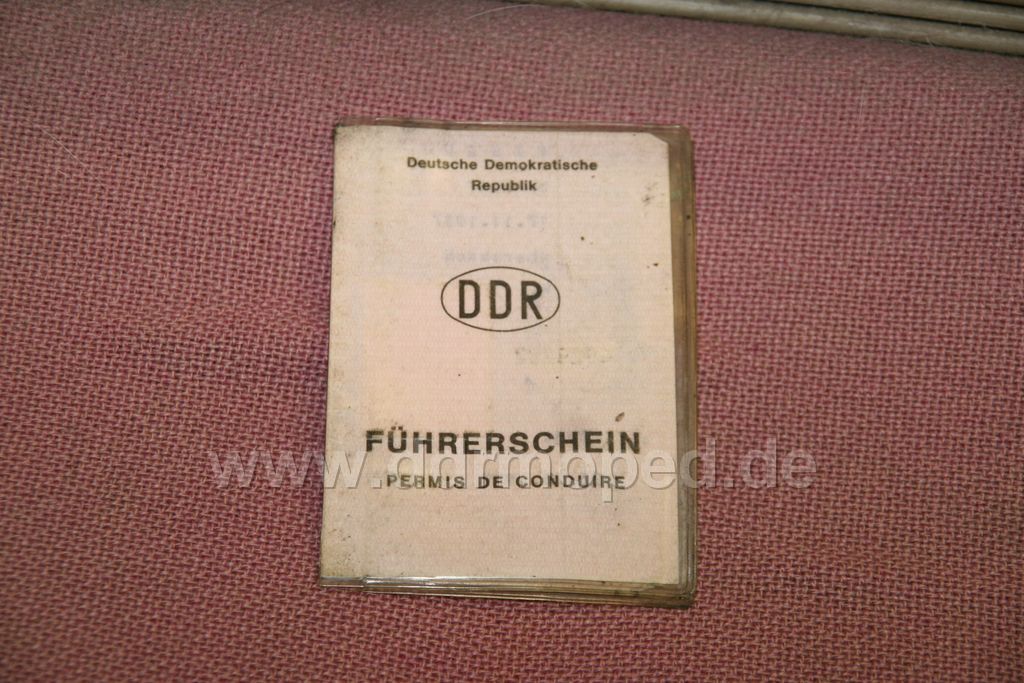 Deutsche Demokratische
Republik
DDR
FÜHRERSCHEIN
www.ddrmoped.de
PERMIS DE CONDUIRE